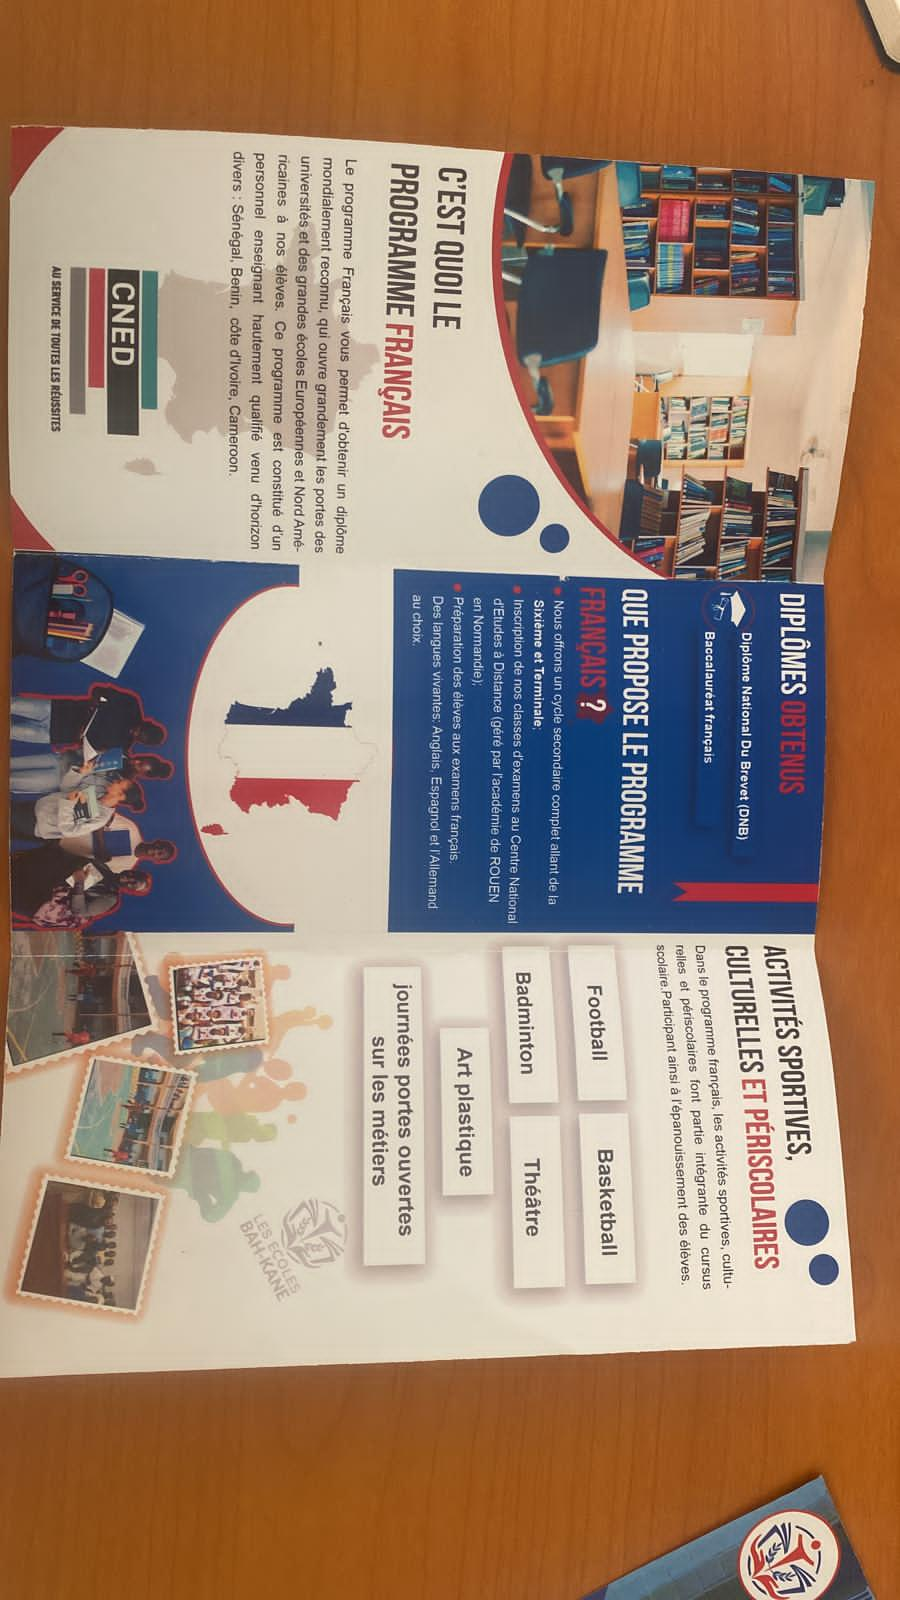 C'EST QUOI LE
PROGRAMME FRANÇAIS
Le programme Français vous permet d'obtenir un diplôme
mondialement reconnu, qui ouvre grandement les portes des
universités et des grandes écoles Européennes et Nord Amé-
ricaines à nos élèves. Ce programme est constitué d'un
personnel enseignant hautement qualifié venu d'horizon
divers : Sénégal, Benin, côte d'Ivoire, Cameroon.
CNED
AU SERVICE DE TOUTES LES RÉUSSITES
DIPLÔMES OBTENUS
Diplôme National Du Brevet (DNB)
Baccalauréat français
QUE PROPOSE LE PROGRAMME
FRANÇAIS ?
Nous offrons un cycle secondaire complet allant de la
Sixième et Terminale;
Inscription de nos classes d'examens au Centre National
d'Etudes à Distance (géré par l'académie de ROUEN
en Normandie);
Préparation des élèves aux examens français.
Des langues vivantes: Anglais, Espagnol et l'Allemand
au choix.
ACTIVITÉS SPORTIVES,
CULTURELLES ET PÉRISCOLAIRES
Dans le programme français, les activités sportives, cultu-
relles et périscolaires font partie intégrante du cursus
scolaire.Participant ainsi à l'épanouissement des élèves.
Football
Basketball
Badminton
Théâtre
Art plastique
journées portes ouvertes
sur les métiers
LES ECOLES
BAH-KANE